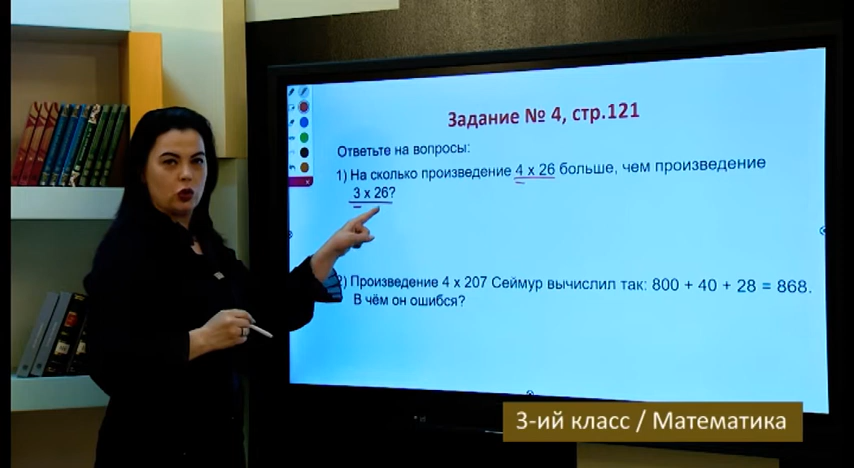 Задание № 4, стр.121
Ответьте на вопросы:
1) На сколько произведение 4 х 26 больше, чем произведение
3 х 26?
2) Произведение 4 х 207 Сеймур вычислил так: 800 + 40 + 28 = 868.
В чём он ошибся?
3-ий класс / Математика